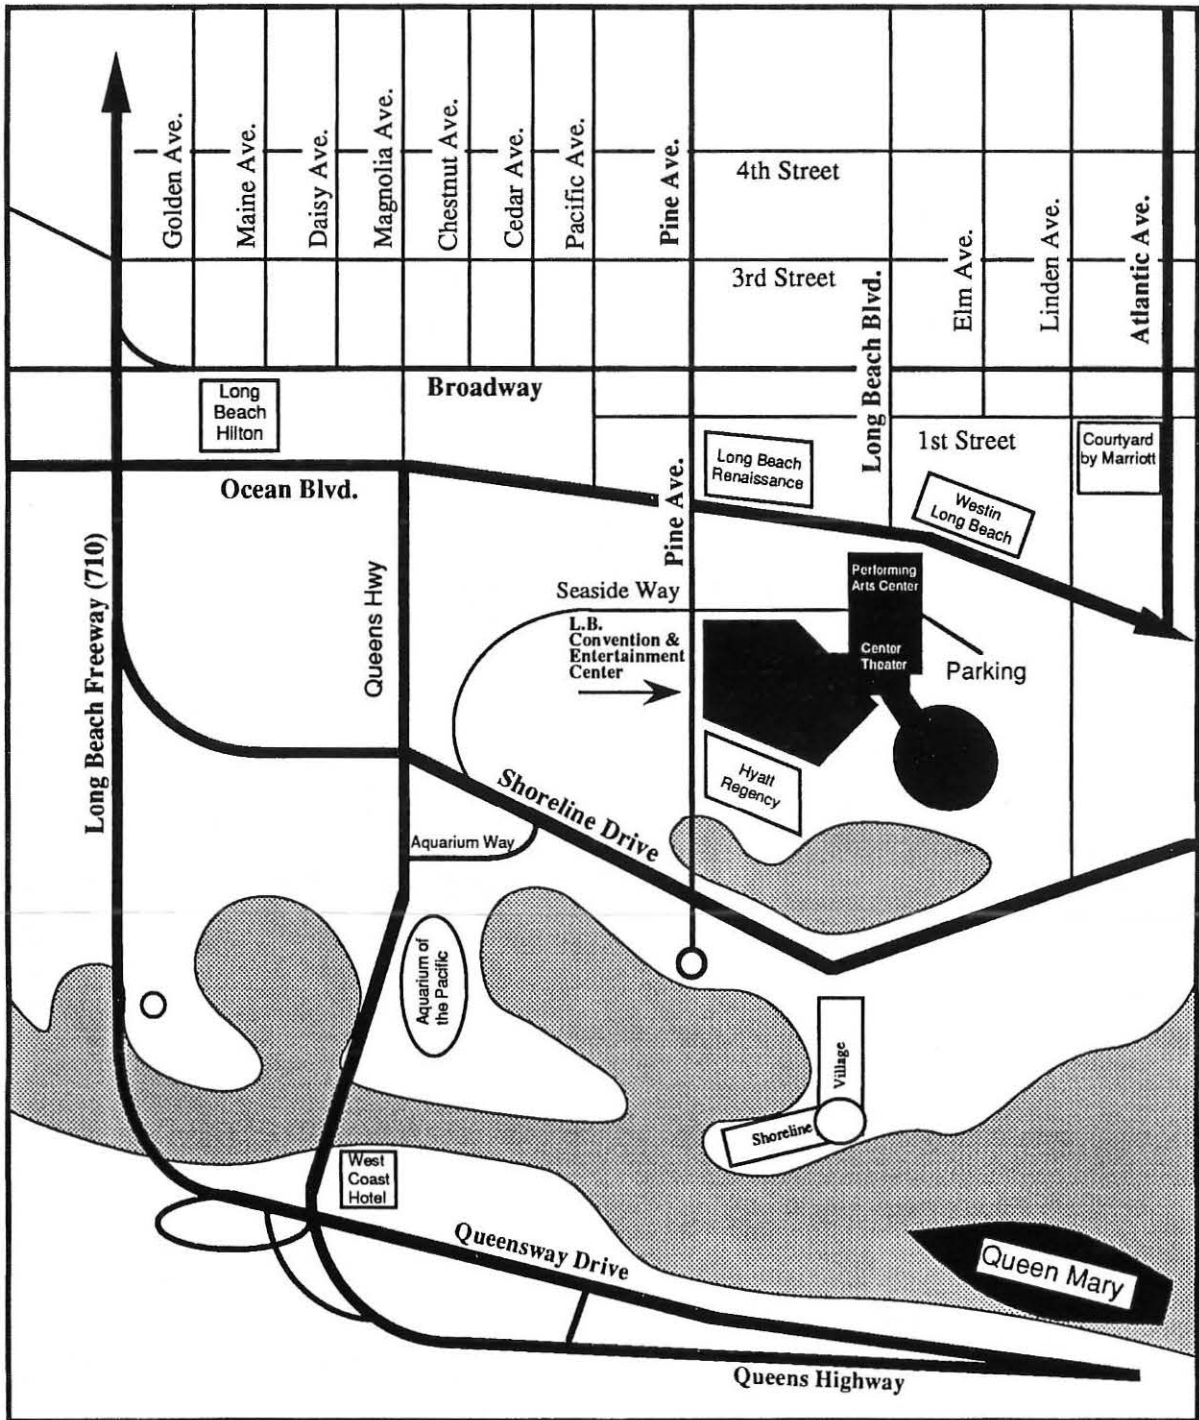 Golden Ave.
Maine Ave.
Daisy Ave.
Magnolia Ave.
Chestnut Ave.
Cedar Ave.
Pacific Ave.
Pine Ave.
4th Street
3rd Street
Long Beach Blvd.
Elm Ave.
Linden Ave.
Atlantic Ave.
Long
Beach
Hilton
Broadway
1st Street
Courtyard
by Marriott
Long Beach
Renaissance
Ocean Blvd.
Pine Ave.
Westin
Long Beach
Long Beach Freeway (710)
Queens Hwy
Seaside Way
Performing
Arts Center
L.B.
Convention &
Entertainment
Center
Center
Theater
Parking
Hyatt
Regency
Shoreline Drive
Aquarium Way
Aquarium of
the Pacific
Village
Shoreline
West
Coast
Hotel
Queensway Drive
Queen Mary
Queens Highway